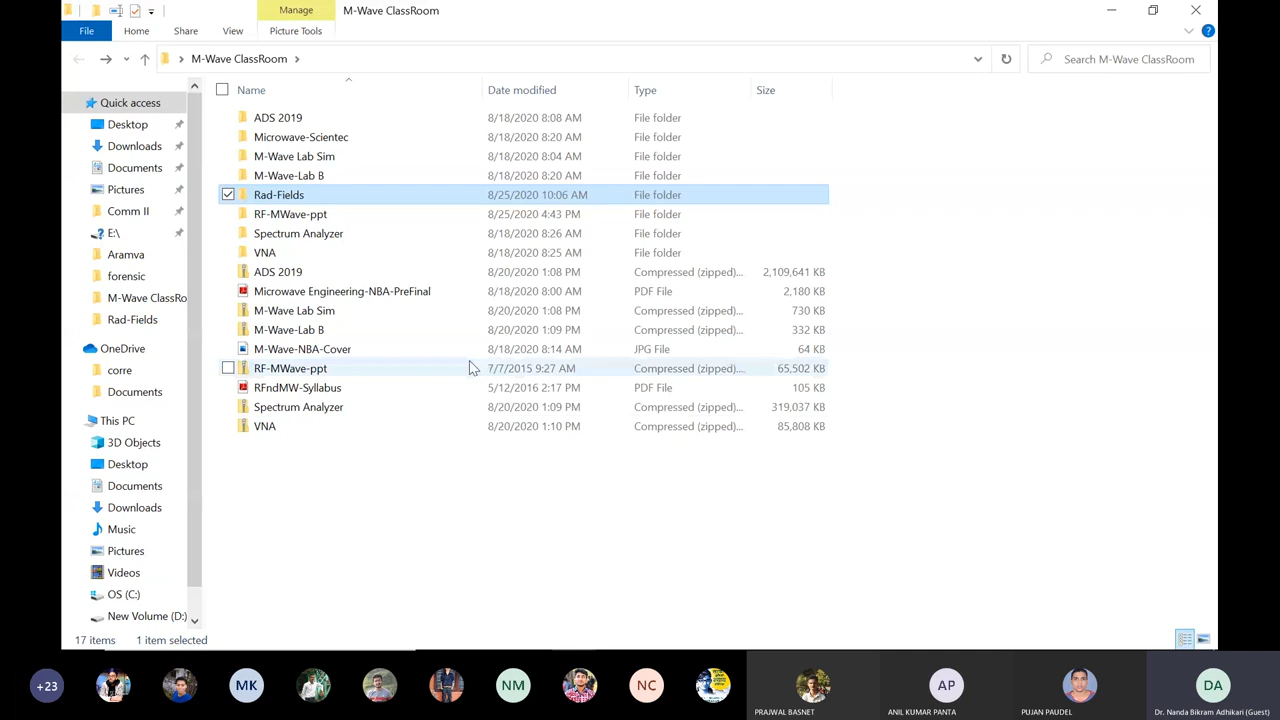 Manage
M-Wave ClassRoom
File
Home
Share
View
Picture Tools
M-Wave ClassRoom
Search M-Wave ClassRoom
Name
Date modified
Type
Size
Quick access
Desktop
Downloads
Documents
Pictures
Comm II
E:\
Aramva
forensic
M-Wave ClassRo
Rad-Fields
OneDrive
corre
Documents
This PC
3D Objects
Desktop
Documents
Downloads
Music
Pictures
Videos
OS (C:)
New Volume (D:)
ADS 2019 8/18/2020 8:08 AM File folder
Microwave-Scientec 8/18/2020 8:20 AM File folder
M-Wave Lab Sim 8/18/2020 8:04 AM File folder
M-Wave-Lab B 8/18/2020 8:20 AM File folder
Rad-Fields 8/25/2020 10:06 AM File folder
RF-MWave-ppt 8/25/2020 4:43 PM File folder
Spectrum Analyzer 8/18/2020 8:26 AM File folder
VNA 8/18/2020 8:25 AM File folder
ADS 2019 8/20/2020 1:08 PM Compressed (zipped)... 2,109,641 KB
Microwave Engineering-NBA-PreFinal 8/18/2020 8:00 AM PDF File 2,180 KB
M-Wave Lab Sim 8/20/2020 1:08 PM Compressed (zipped)... 730 KB
M-Wave-Lab B 8/20/2020 1:09 PM Compressed (zipped)... 332 KB
M-Wave-NBA-Cover 8/18/2020 8:14 AM JPG File 64 KB
RF-MWave-ppt 7/7/2015 9:27 AM Compressed (zipped)... 65,502 KB
RFndMW-Syllabus 5/12/2016 2:17 PM PDF File 105 KB
Spectrum Analyzer 8/20/2020 1:09 PM Compressed (zipped)... 319,037 KB
VNA 8/20/2020 1:10 PM Compressed (zipped)... 85,808 KB
17 items 1 item selected
+23
MK
NM
NC
AP
DA
PRAJWAL BASNET
ANIL KUMAR PANTA
PUJAN PAUDEL
Dr. Nanda Bikram Adhikari (Guest)